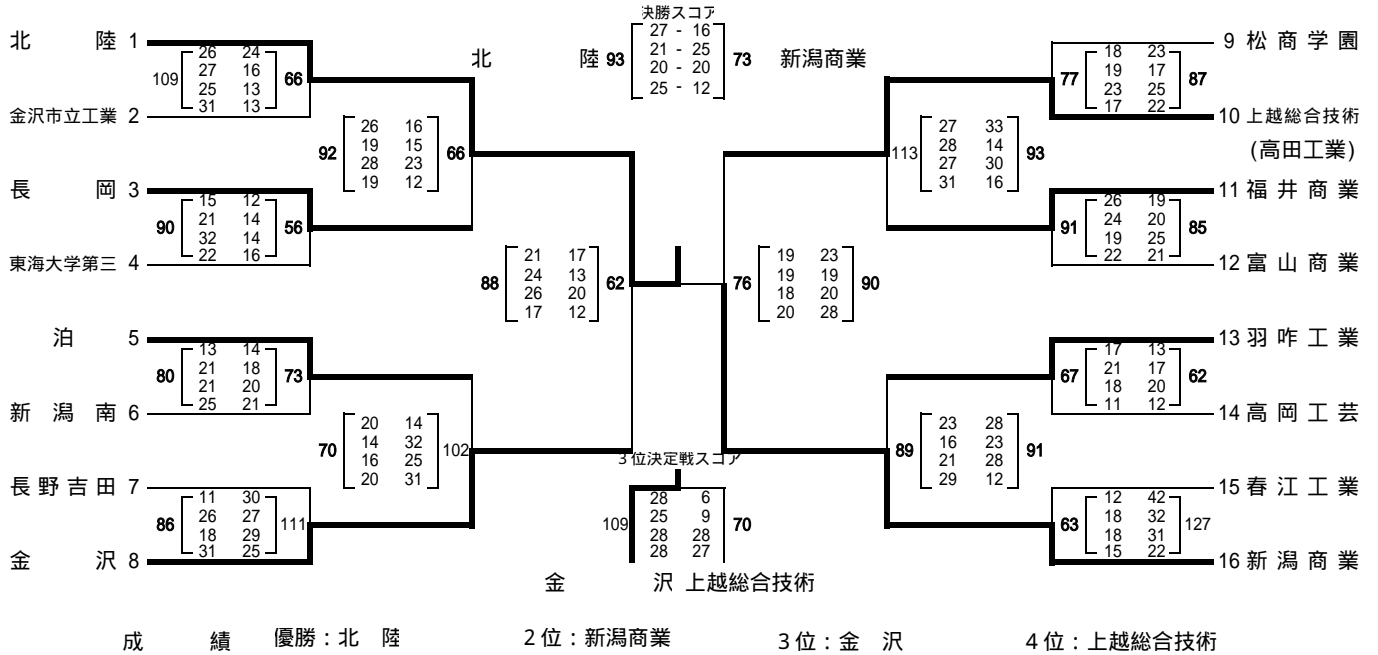 決勝スコア
北 陸 93 27 - 16 73 新潟商業
21 - 25
20 - 20
25 - 12
北 陸 1
109 26 24 66
27 16
25 13
31 13
金沢市立工業 2
92 26 16 66
19 15
28 23
19 12
長 岡 3
90 15 12 56
21 14
32 14
22 16
東海大学第三 4
88 21 17 62
24 13
26 20
17 12
泊 5
80 13 14 73
21 18
21 20
25 21
新 潟 南 6
70 20 14 102
14 32
16 25
20 31
長野吉田 7
86 11 30 111
26 27
18 29
31 25
金 沢 8
9 松商学園
77 18 23 87
19 17
23 25
17 22
10 上越総合技術
(高田工業)
113 27 33 93
28 14
27 30
31 16
11 福井商業
91 26 19 85
24 20
19 25
22 21
12 富山商業
76 19 23 90
19 19
18 20
20 28
13 羽咋工業
67 17 13 62
21 17
18 20
11 12
14 高岡工芸
89 23 28 91
16 23
21 28
29 12
15 春江工業
63 12 42 127
18 32
18 31
15 22
16 新潟商業
3位決定戦スコア
109 28 6 70
25 9
28 28
28 27
金 沢 上越総合技術
成 績 優勝：北 陸 2位：新潟商業 3位：金 沢 4位：上越総合技術